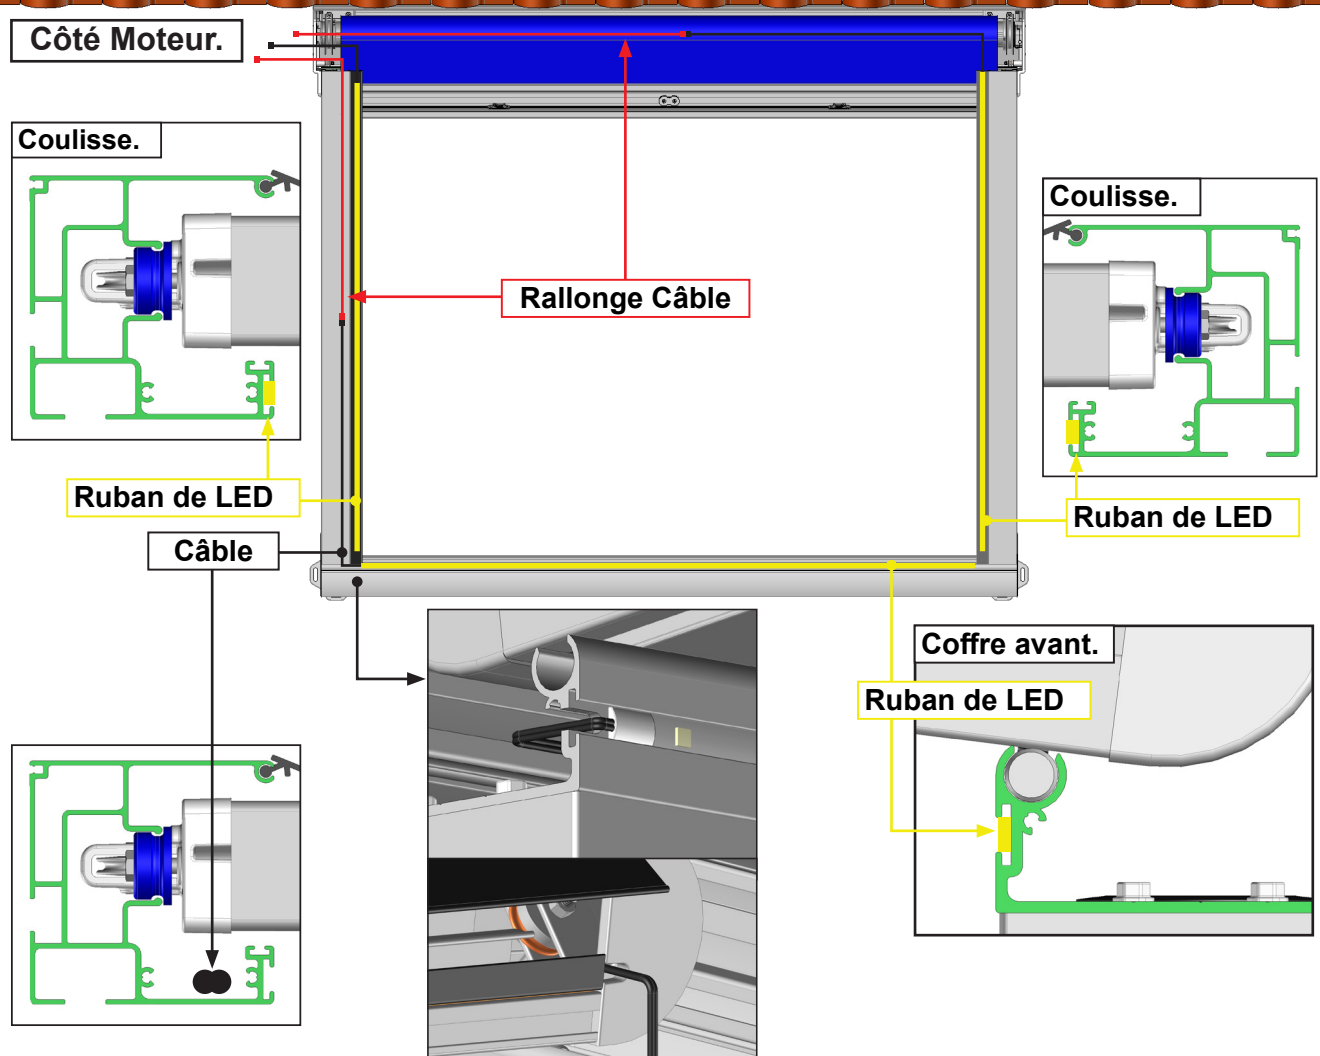 Côté Moteur.
Coulisse.
Coulisse.
Rallonge Câble
Ruban de LED
Ruban de LED
Câble
Coffre avant.
Ruban de LED